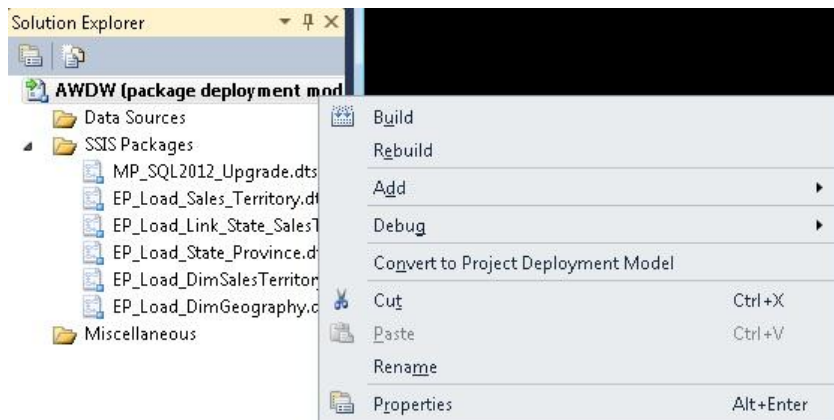 Solution Explorer
AWDW (package deployment mod
Data Sources
SSIS Packages
MP_SQL2012_Upgrade.dts
EP_Load_Sales_Territory.dt
EP_Load_Link_State_SalesT
EP_Load_State_Province.d
EP_Load_DimSalesTerritor
EP_Load_DimGeography.d
Miscellaneous
Build
Rebuild
Add
Debug
Convert to Project Deployment Model
Cut Ctrl+X
Paste Ctrl+V
Rename
Properties Alt+Enter